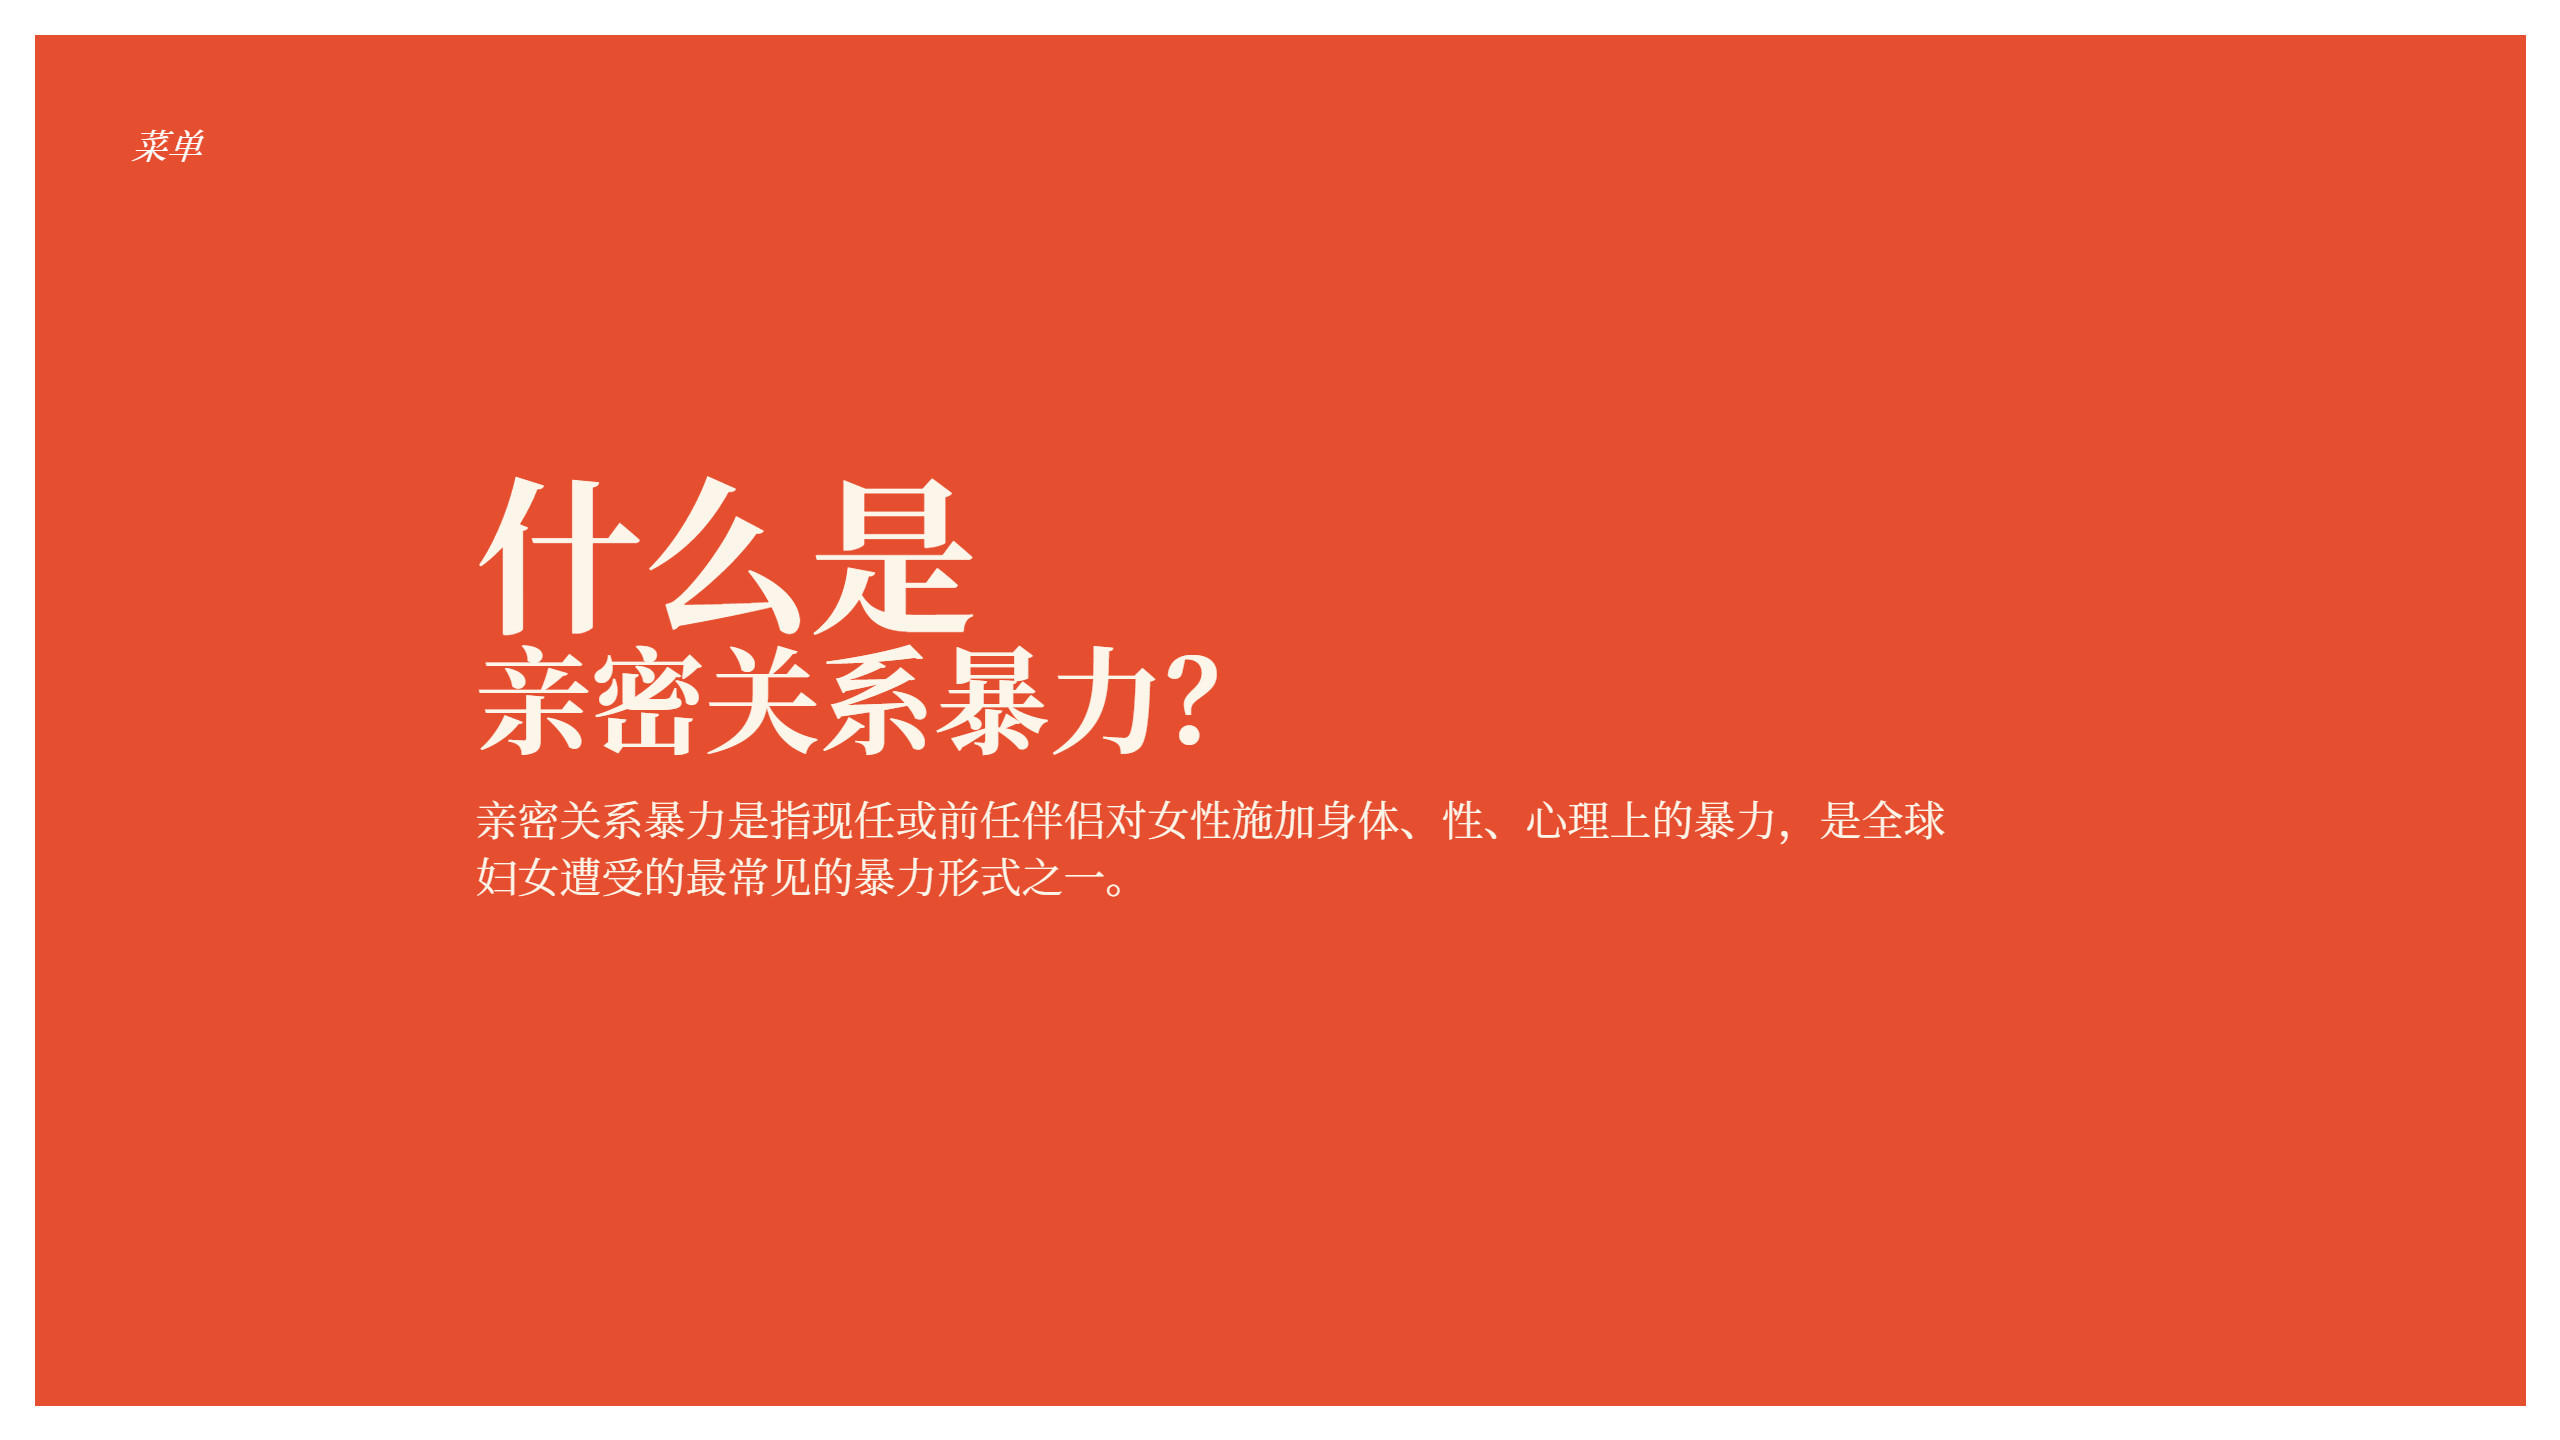 菜单
什么是
亲密关系暴力？
亲密关系暴力是指现任或前任伴侣对女性施加身体、性、心理上的暴力，是全球
妇女遭受的最常见的暴力形式之一。